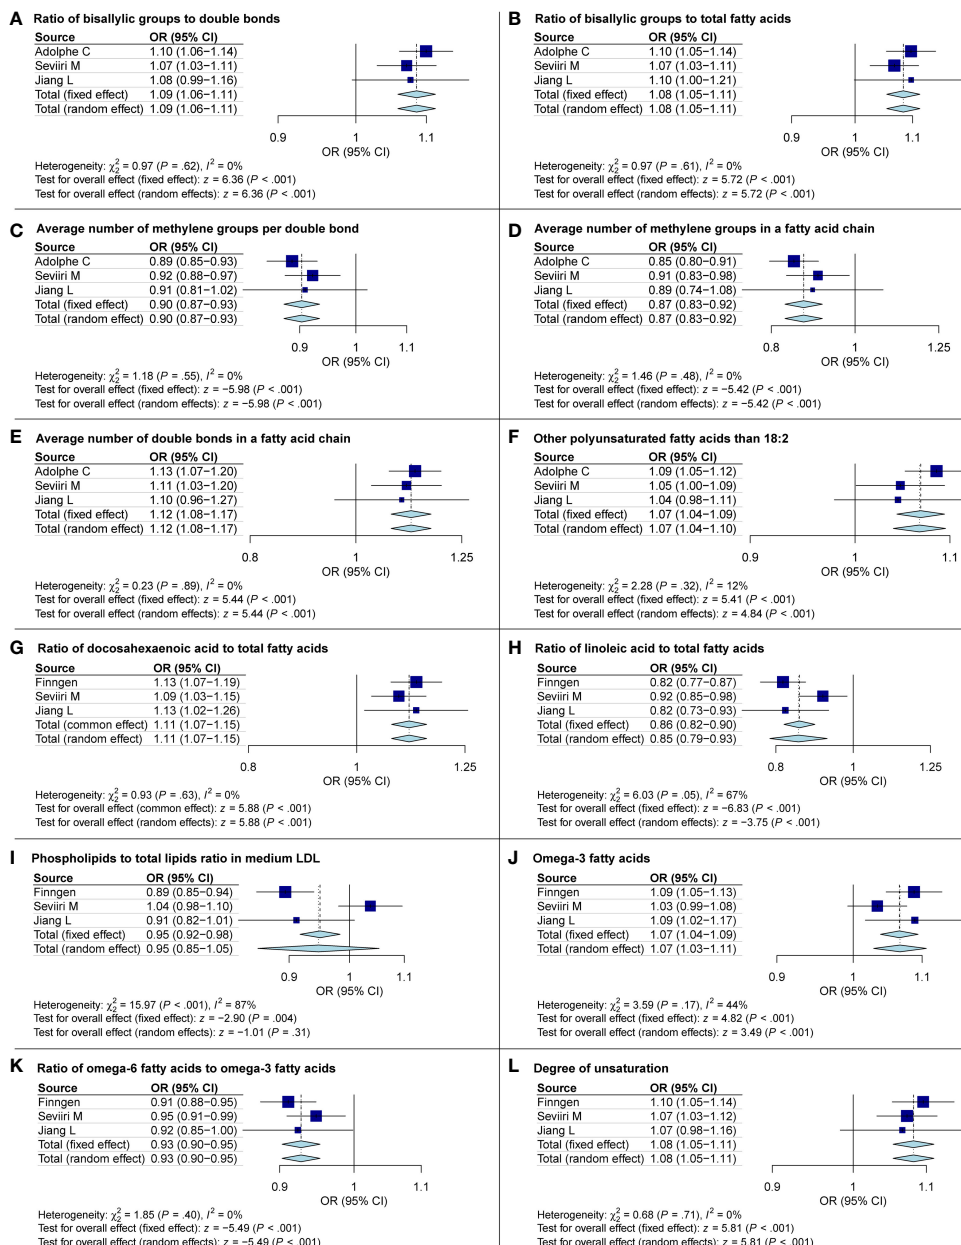 A Ratio of bisallylic groups to double bonds
Source OR (95% CI)
Adolphe C 1.10 (1.06−1.14)
Seviiri M 1.07 (1.03−1.11)
Jiang L 1.08 (0.99−1.16)
Total (fixed effect) 1.09 (1.06−1.11)
Total (random effect) 1.09 (1.06−1.11)
0.9 1 1.1
OR (95% CI)
Heterogeneity: χ²₂ = 0.97 (P = .62), I² = 0%
Test for overall effect (fixed effect): z = 6.36 (P < .001)
Test for overall effect (random effects): z = 6.36 (P < .001)
B Ratio of bisallylic groups to total fatty acids
Source OR (95% CI)
Adolphe C 1.10 (1.05−1.14)
Seviiri M 1.07 (1.03−1.11)
Jiang L 1.10 (1.00−1.21)
Total (fixed effect) 1.08 (1.05−1.11)
Total (random effect) 1.08 (1.05−1.11)
0.9 1 1.1
OR (95% CI)
Heterogeneity: χ²₂ = 0.97 (P = .61), I² = 0%
Test for overall effect (fixed effect): z = 5.72 (P < .001)
Test for overall effect (random effects): z = 5.72 (P < .001)
C Average number of methylene groups per double bond
Source OR (95% CI)
Adolphe C 0.89 (0.85−0.93)
Seviiri M 0.92 (0.88−0.97)
Jiang L 0.91 (0.81−1.02)
Total (fixed effect) 0.90 (0.87−0.93)
Total (random effect) 0.90 (0.87−0.93)
0.9 1 1.1
OR (95% CI)
Heterogeneity: χ²₂ = 1.18 (P = .55), I² = 0%
Test for overall effect (fixed effect): z = −5.98 (P < .001)
Test for overall effect (random effects): z = −5.98 (P < .001)
D Average number of methylene groups in a fatty acid chain
Source OR (95% CI)
Adolphe C 0.85 (0.80−0.91)
Seviiri M 0.91 (0.83−0.98)
Jiang L 0.89 (0.74−1.08)
Total (fixed effect) 0.87 (0.83−0.92)
Total (random effect) 0.87 (0.83−0.92)
0.8 1 1.25
OR (95% CI)
Heterogeneity: χ²₂ = 1.46 (P = .48), I² = 0%
Test for overall effect (fixed effect): z = −5.42 (P < .001)
Test for overall effect (random effects): z = −5.42 (P < .001)
E Average number of double bonds in a fatty acid chain
Source OR (95% CI)
Adolphe C 1.13 (1.07−1.20)
Seviiri M 1.11 (1.03−1.20)
Jiang L 1.10 (0.96−1.27)
Total (fixed effect) 1.12 (1.08−1.17)
Total (random effect) 1.12 (1.08−1.17)
0.8 1 1.25
OR (95% CI)
Heterogeneity: χ²₂ = 0.23 (P = .89), I² = 0%
Test for overall effect (fixed effect): z = 5.44 (P < .001)
Test for overall effect (random effects): z = 5.44 (P < .001)
F Other polyunsaturated fatty acids than 18:2
Source OR (95% CI)
Adolphe C 1.09 (1.05−1.12)
Seviiri M 1.05 (1.00−1.09)
Jiang L 1.04 (0.98−1.11)
Total (fixed effect) 1.07 (1.04−1.09)
Total (random effect) 1.07 (1.04−1.10)
0.9 1 1.1
OR (95% CI)
Heterogeneity: χ²₂ = 2.28 (P = .32), I² = 12%
Test for overall effect (fixed effect): z = 5.41 (P < .001)
Test for overall effect (random effects): z = 4.84 (P < .001)
G Ratio of docosahexaenoic acid to total fatty acids
Source OR (95% CI)
Finngen 1.13 (1.07−1.19)
Seviiri M 1.09 (1.03−1.15)
Jiang L 1.13 (1.02−1.26)
Total (common effect) 1.11 (1.07−1.15)
Total (random effect) 1.11 (1.07−1.15)
0.8 1 1.25
OR (95% CI)
Heterogeneity: χ²₂ = 0.93 (P = .63), I² = 0%
Test for overall effect (common effect): z = 5.88 (P < .001)
Test for overall effect (random effects): z = 5.88 (P < .001)
H Ratio of linoleic acid to total fatty acids
Source OR (95% CI)
Finngen 0.82 (0.77−0.87)
Seviiri M 0.92 (0.85−0.98)
Jiang L 0.82 (0.73−0.93)
Total (fixed effect) 0.86 (0.82−0.90)
Total (random effect) 0.85 (0.79−0.93)
0.8 1 1.25
OR (95% CI)
Heterogeneity: χ²₂ = 6.03 (P = .05), I² = 67%
Test for overall effect (fixed effect): z = −6.83 (P < .001)
Test for overall effect (random effects): z = −3.75 (P < .001)
I Phospholipids to total lipids ratio in medium LDL
Source OR (95% CI)
Finngen 0.89 (0.85−0.94)
Seviiri M 1.04 (0.98−1.10)
Jiang L 0.91 (0.82−1.01)
Total (fixed effect) 0.95 (0.92−0.98)
Total (random effect) 0.95 (0.85−1.05)
0.9 1 1.1
OR (95% CI)
Heterogeneity: χ²₂ = 15.97 (P < .001), I² = 87%
Test for overall effect (fixed effect): z = −2.90 (P = .004)
Test for overall effect (random effects): z = −1.01 (P = .31)
J Omega-3 fatty acids
Source OR (95% CI)
Finngen 1.09 (1.05−1.13)
Seviiri M 1.03 (0.99−1.08)
Jiang L 1.09 (1.02−1.17)
Total (fixed effect) 1.07 (1.04−1.09)
Total (random effect) 1.07 (1.03−1.11)
0.9 1 1.1
OR (95% CI)
Heterogeneity: χ²₂ = 3.59 (P = .17), I² = 44%
Test for overall effect (fixed effect): z = 4.82 (P < .001)
Test for overall effect (random effects): z = 3.49 (P < .001)
K Ratio of omega-6 fatty acids to omega-3 fatty acids
Source OR (95% CI)
Finngen 0.91 (0.88−0.95)
Seviiri M 0.95 (0.91−0.99)
Jiang L 0.92 (0.85−1.00)
Total (fixed effect) 0.93 (0.90−0.95)
Total (random effect) 0.93 (0.90−0.95)
0.9 1 1.1
OR (95% CI)
Heterogeneity: χ²₂ = 1.85 (P = .40), I² = 0%
Test for overall effect (fixed effect): z = −5.49 (P < .001)
Test for overall effect (random effects): z = −5.49 (P < .001)
L Degree of unsaturation
Source OR (95% CI)
Finngen 1.10 (1.05−1.14)
Seviiri M 1.07 (1.03−1.12)
Jiang L 1.07 (0.98−1.16)
Total (fixed effect) 1.08 (1.05−1.11)
Total (random effect) 1.08 (1.05−1.11)
0.9 1 1.1
OR (95% CI)
Heterogeneity: χ²₂ = 0.68 (P = .71), I² = 0%
Test for overall effect (fixed effect): z = 5.81 (P < .001)
Test for overall effect (random effects): z = 5.81 (P < .001)